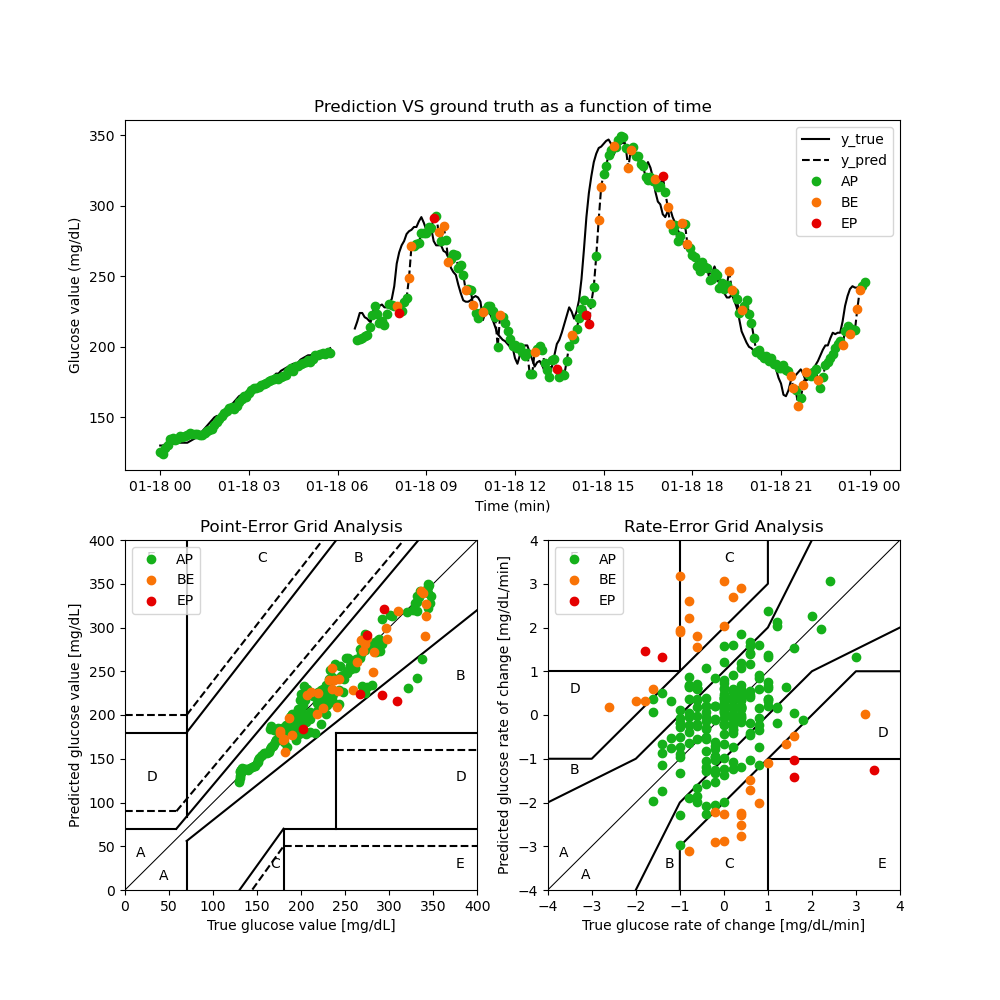 Prediction VS ground truth as a function of time
Glucose value (mg/dL)
350
300
250
200
150
y_true
y_pred
AP
BE
EP
01-18 00 01-18 03 01-18 06 01-18 09 01-18 12 01-18 15 01-18 18 01-18 21 01-19 00
Time (min)
Point-Error Grid Analysis
Predicted glucose value [mg/dL]
400
350
300
250
200
150
100
50
0
AP
BE
EP
C
B
B
D
D
A
A
C
E
0 50 100 150 200 250 300 350 400
True glucose value [mg/dL]
Rate-Error Grid Analysis
Predicted glucose rate of change [mg/dL/min]
4
3
2
1
0
−1
−2
−3
−4
AP
BE
EP
C
D
D
B
A
A
B
C
E
−4 −3 −2 −1 0 1 2 3 4
True glucose rate of change [mg/dL/min]